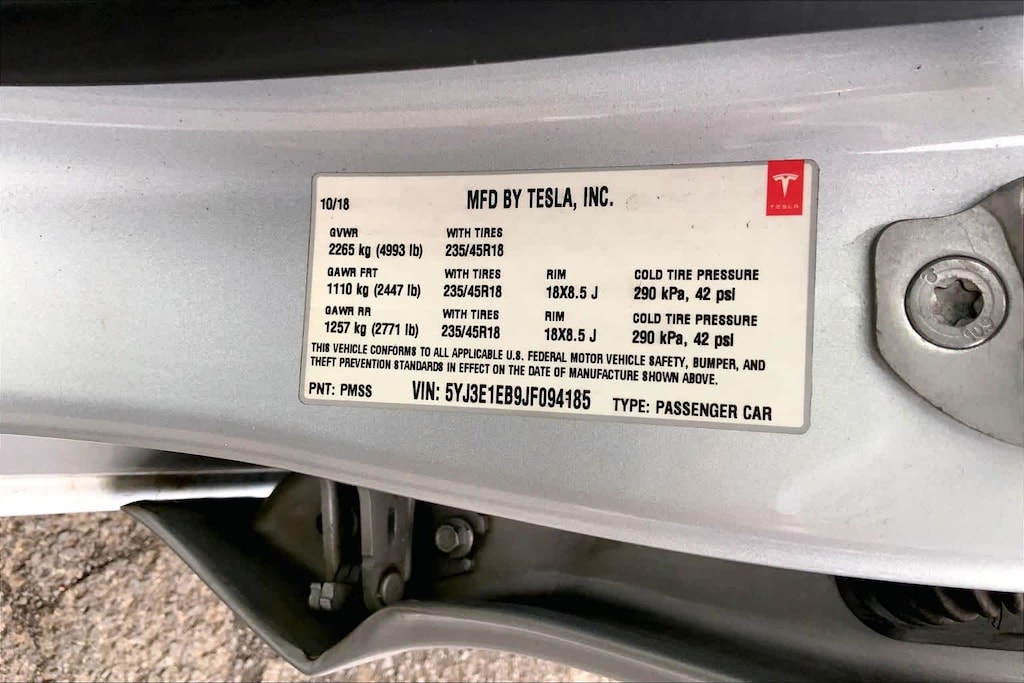 10/18
MFD BY TESLA, INC.
TESLA
GVWR WITH TIRES
2265 kg (4993 lb) 235/45R18
GAWR FRT WITH TIRES RIM COLD TIRE PRESSURE
1110 kg (2447 lb) 235/45R18 18X8.5 J 290 kPa, 42 psi
GAWR RR WITH TIRES RIM COLD TIRE PRESSURE
1257 kg (2771 lb) 235/45R18 18X8.5 J 290 kPa, 42 psi
THIS VEHICLE CONFORMS TO ALL APPLICABLE U.S. FEDERAL MOTOR VEHICLE SAFETY, BUMPER, AND
THEFT PREVENTION STANDARDS IN EFFECT ON THE DATE OF MANUFACTURE SHOWN ABOVE.
PNT: PMSS VIN: 5YJ3E1EB9JF094185 TYPE: PASSENGER CAR